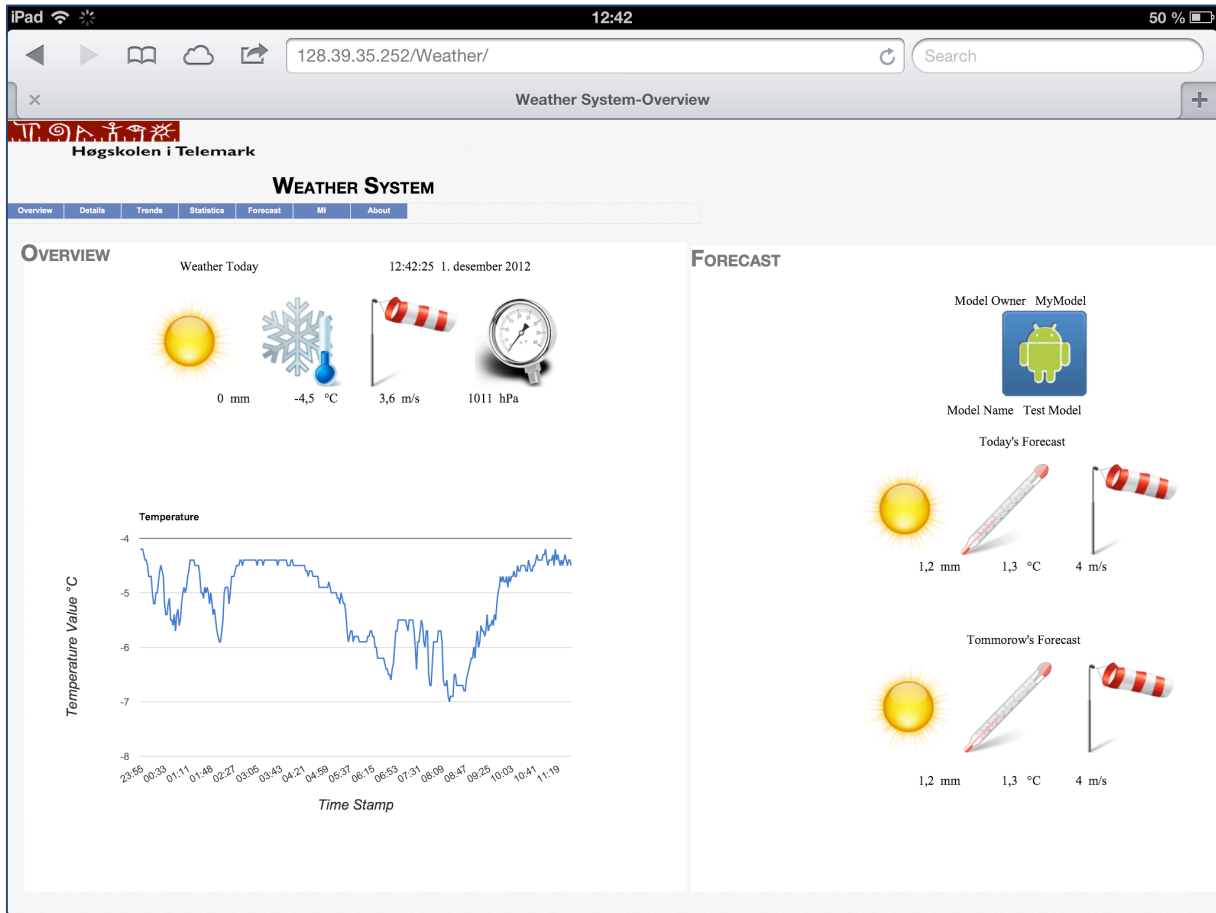 iPad 12:42 50 %
128.39.35.252/Weather/ Search
Weather System-Overview
Høgskolen i Telemark
WEATHER SYSTEM
Overview Details Trends Statistics Forecast MI About
OVERVIEW
Weather Today 12:42:25 1. desember 2012
0 mm -4,5 °C 3,6 m/s 1011 hPa
Temperature
-4
-5
-6
-7
-8
Temperature Value °C
23:55 00:33 01:11 01:48 02:27 03:05 03:43 04:21 04:59 05:37 06:15 06:53 07:31 08:09 08:47 09:25 10:03 10:41 11:19
Time Stamp
FORECAST
Model Owner MyModel
Model Name Test Model
Today's Forecast
1,2 mm 1,3 °C 4 m/s
Tommorow's Forecast
1,2 mm 1,3 °C 4 m/s